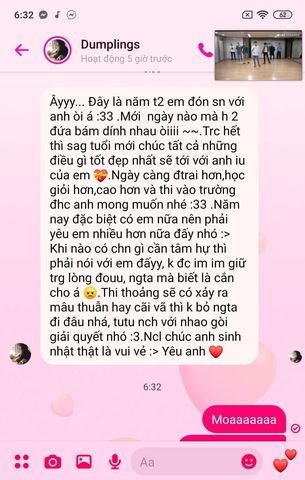 6:32
62
Dumplings
Hoạt động 5 giờ trước
Âyyy... Đây là năm t2 em đón sn với
anh òi á :33 .Mới ngày nào mà h 2
đứa bám dính nhau òiiii ~~.Trc hết
thì sag tuổi mới chúc tất cả những
điều gì tốt đẹp nhất sẽ tới với anh iu
của em 💝.Ngày càng đtrai hơn,học
giỏi hơn,cao hơn và thi vào trường
đhc anh mong muốn nhé :33 .Năm
nay đặc biệt có em nữa nên phải
yêu em nhiều hơn nữa đấy nhó :>
Khi nào có chn gì cần tâm hự thì
phải nói với em đấyy, k đc im im giữ
trg lòng đouu, ngta mà biết là cắn
cho á 😠.Thi thoảng sẽ có xảy ra
mâu thuẫn hay cãi vã thì k bỏ ngta
đi đâu nhá, tutu nch với nhao gòi
giải quyết nhó :3.Ncl chúc anh sinh
nhật thật là vui vẻ :> Yêu anh ❤️
6:32
Moaaaaaaa
Aa